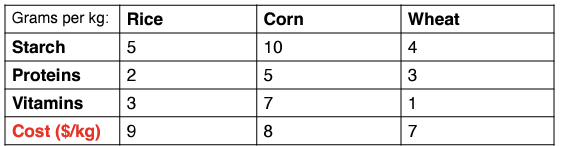 Grams per kg: Rice Corn Wheat
Starch 5 10 4
Proteins 2 5 3
Vitamins 3 7 1
Cost ($/kg) 9 8 7